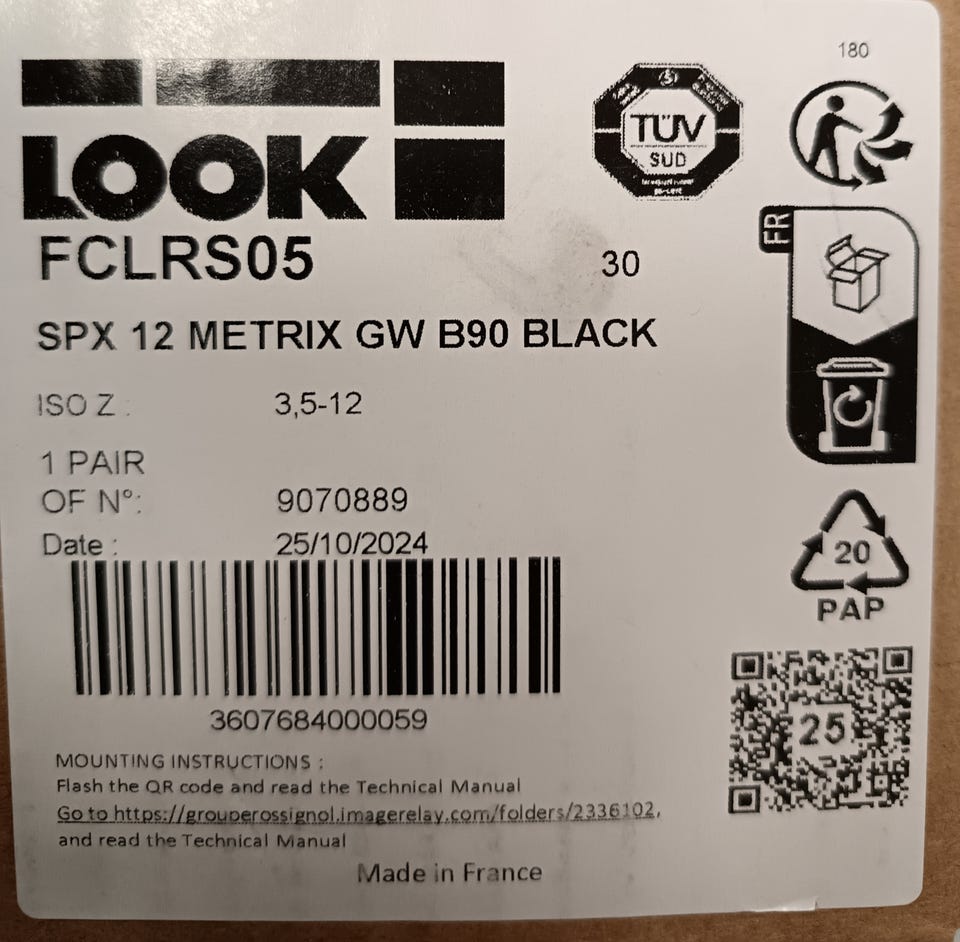 180
LOOK
TÜV
SUD
FCLRS05
30
FR
SPX 12 METRIX GW B90 BLACK
ISO Z : 3,5-12
1 PAIR
OF N°: 9070889
Date : 25/10/2024
20
PAP
3607684000059
25
MOUNTING INSTRUCTIONS :
Flash the QR code and read the Technical Manual
Go to https://grouperossignol.imagerelay.com/folders/2336102,
and read the Technical Manual
Made in France